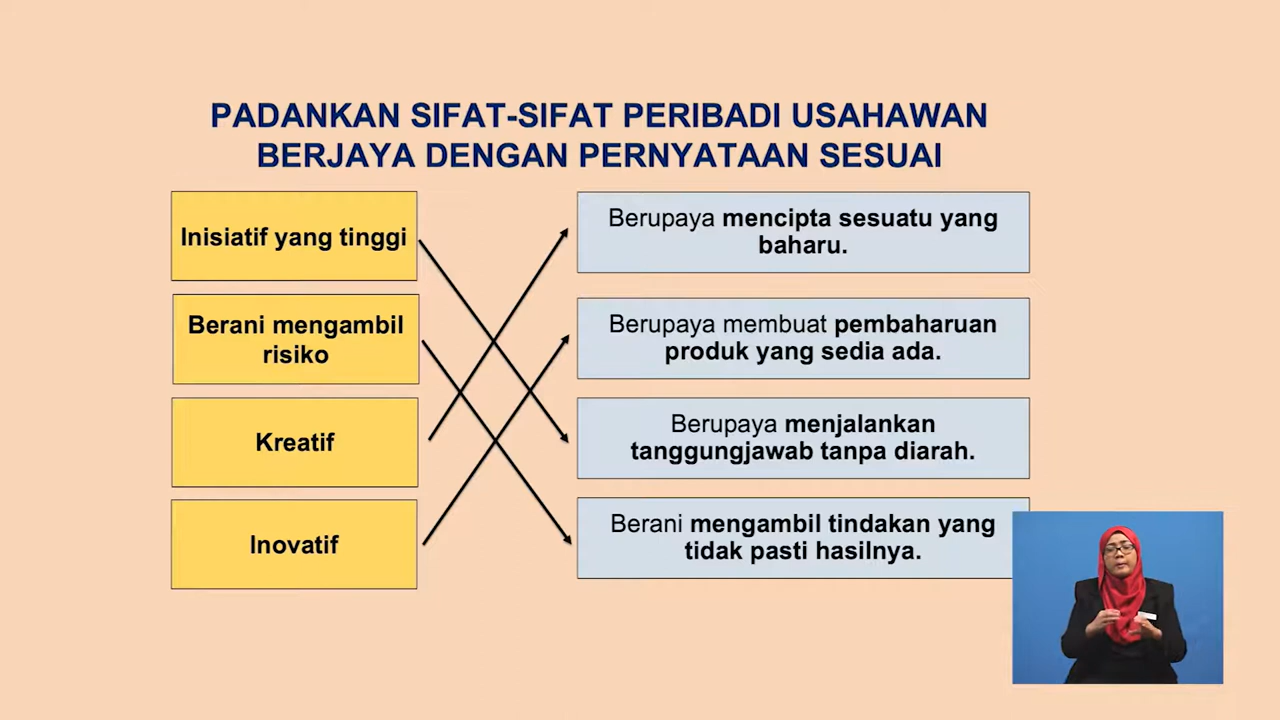 PADANKAN SIFAT-SIFAT PERIBADI USAHAWAN
BERJAYA DENGAN PERNYATAAN SESUAI
Inisiatif yang tinggi
Berani mengambil
risiko
Kreatif
Inovatif
Berupaya mencipta sesuatu yang
baharu.
Berupaya membuat pembaharuan
produk yang sedia ada.
Berupaya menjalankan
tanggungjawab tanpa diarah.
Berani mengambil tindakan yang
tidak pasti hasilnya.